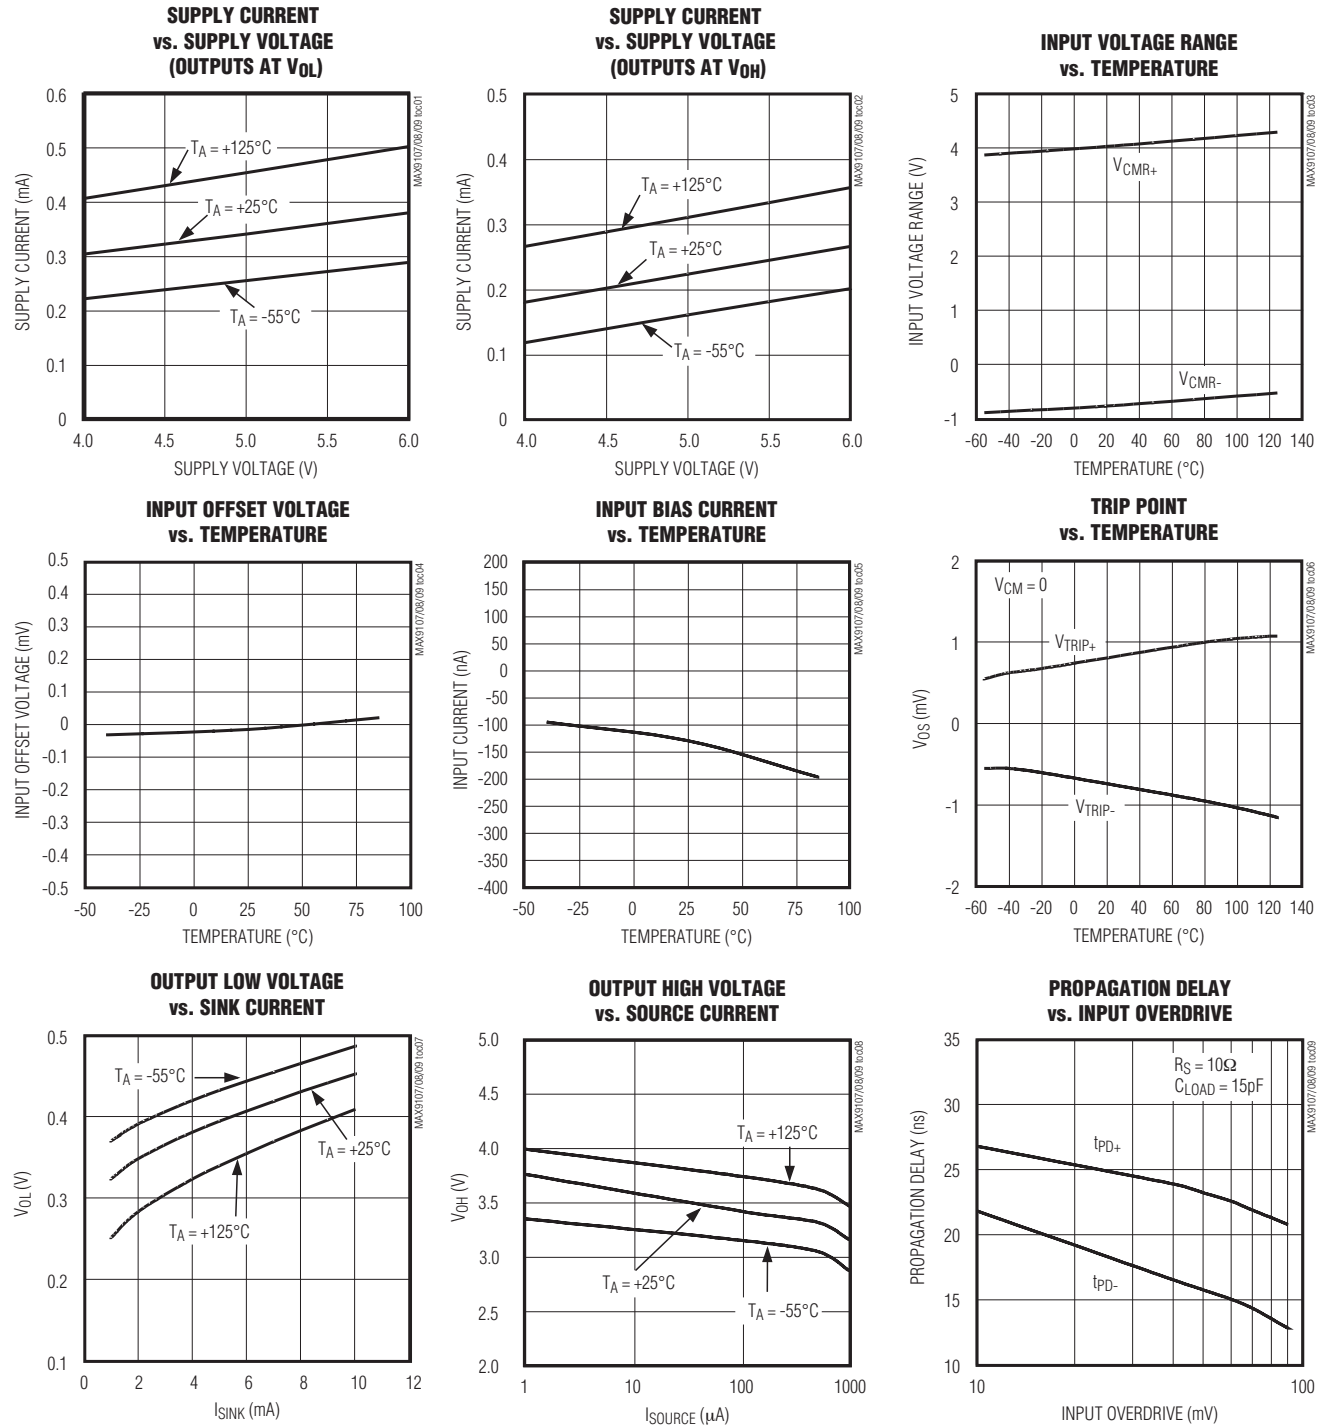 SUPPLY CURRENT
vs. SUPPLY VOLTAGE
(OUTPUTS AT VOL)
0.6
0.5
0.4
0.3
0.2
0.1
0
SUPPLY CURRENT (mA)
TA = +125°C
TA = +25°C
TA = -55°C
MAX9107/08/09 toc01
4.0 4.5 5.0 5.5 6.0
SUPPLY VOLTAGE (V)
SUPPLY CURRENT
vs. SUPPLY VOLTAGE
(OUTPUTS AT VOH)
0.5
0.4
0.3
0.2
0.1
0
SUPPLY CURRENT (mA)
TA = +125°C
TA = +25°C
TA = -55°C
MAX9107/08/09 toc02
4.0 4.5 5.0 5.5 6.0
SUPPLY VOLTAGE (V)
INPUT VOLTAGE RANGE
vs. TEMPERATURE
5
4
3
2
1
0
-1
INPUT VOLTAGE RANGE (V)
VCMR+
VCMR-
MAX9107/08/09 toc03
-60 -40 -20 0 20 40 60 80 100 120 140
TEMPERATURE (°C)
INPUT OFFSET VOLTAGE
vs. TEMPERATURE
0.5
0.4
0.3
0.2
0.1
0
-0.1
-0.2
-0.3
-0.4
-0.5
INPUT OFFSET VOLTAGE (mV)
MAX9107/08/09 toc04
-50 -25 0 25 50 75 100
TEMPERATURE (°C)
INPUT BIAS CURRENT
vs. TEMPERATURE
200
150
100
50
0
-50
-100
-150
-200
-250
-300
-350
-400
INPUT CURRENT (nA)
MAX9107/08/09 toc05
-50 -25 0 25 50 75 100
TEMPERATURE (°C)
TRIP POINT
vs. TEMPERATURE
2
1
0
-1
-2
VOS (mV)
VCM = 0
VTRIP+
VTRIP-
MAX9107/08/09 toc06
-60 -40 -20 0 20 40 60 80 100 120 140
TEMPERATURE (°C)
OUTPUT LOW VOLTAGE
vs. SINK CURRENT
0.5
0.4
0.3
0.2
0.1
VOL (V)
TA = -55°C
TA = +25°C
TA = +125°C
MAX9107/08/09 toc07
0 2 4 6 8 10 12
ISINK (mA)
OUTPUT HIGH VOLTAGE
vs. SOURCE CURRENT
5.0
4.5
4.0
3.5
3.0
2.5
2.0
VOH (V)
TA = +125°C
TA = +25°C
TA = -55°C
MAX9107/08/09 toc08
1 10 100 1000
ISOURCE (µA)
PROPAGATION DELAY
vs. INPUT OVERDRIVE
35
30
25
20
15
10
PROPAGATION DELAY (ns)
RS = 10Ω
CLOAD = 15pF
tPD+
tPD-
MAX9107/08/09 toc09
10 100
INPUT OVERDRIVE (mV)